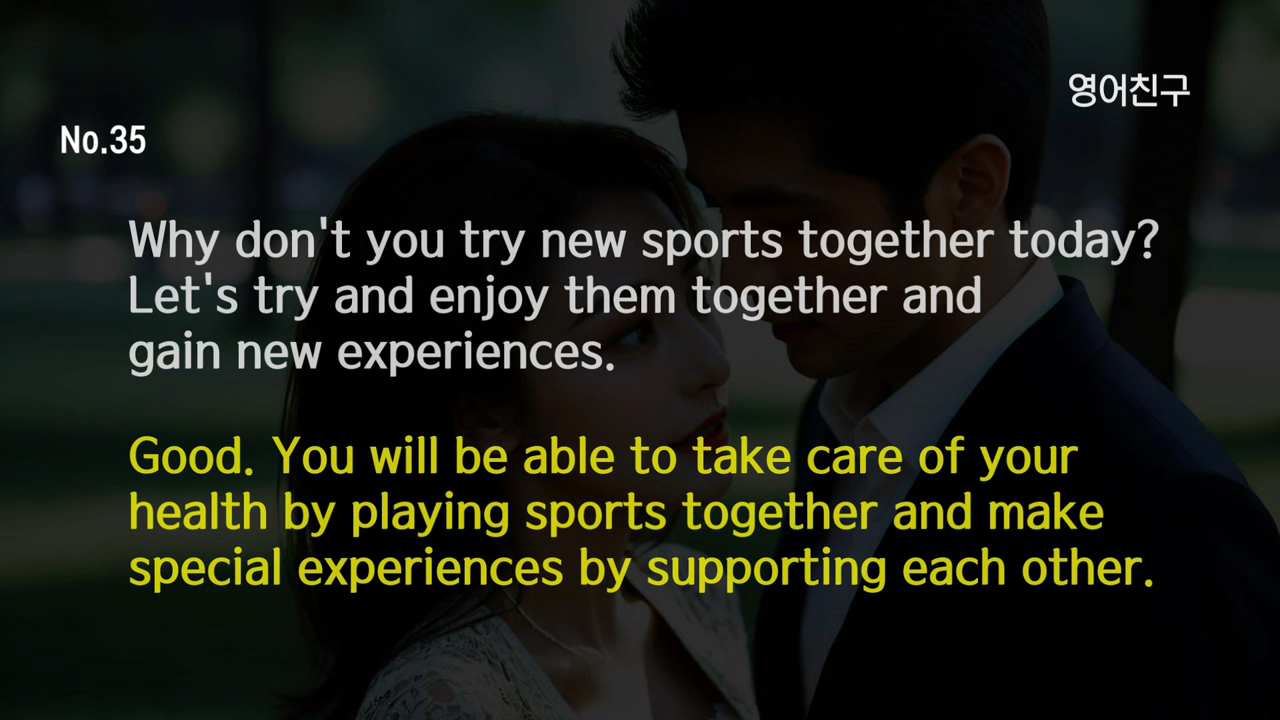 영어친구
No.35
Why don't you try new sports together today?
Let's try and enjoy them together and
gain new experiences.
Good. You will be able to take care of your
health by playing sports together and make
special experiences by supporting each other.